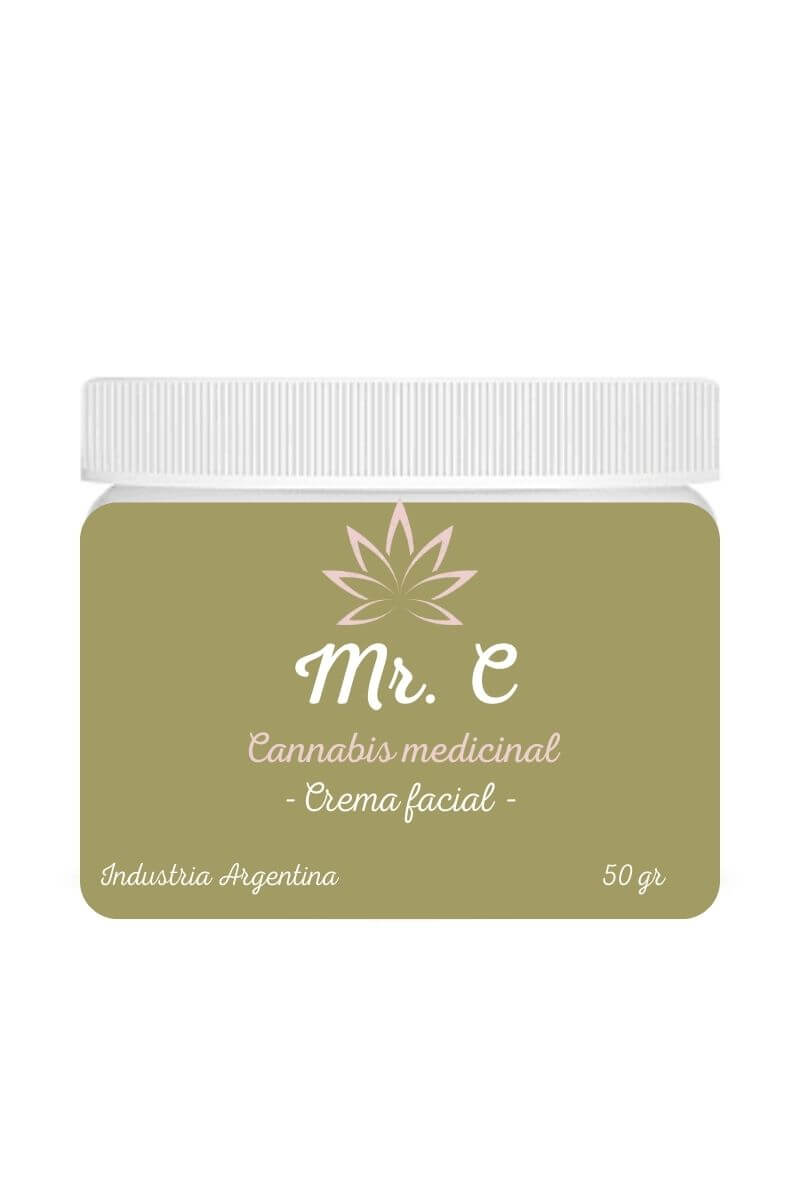 Mr. C
Cannabis medicinal
- Crema facial -
Industria Argentina
50 gr